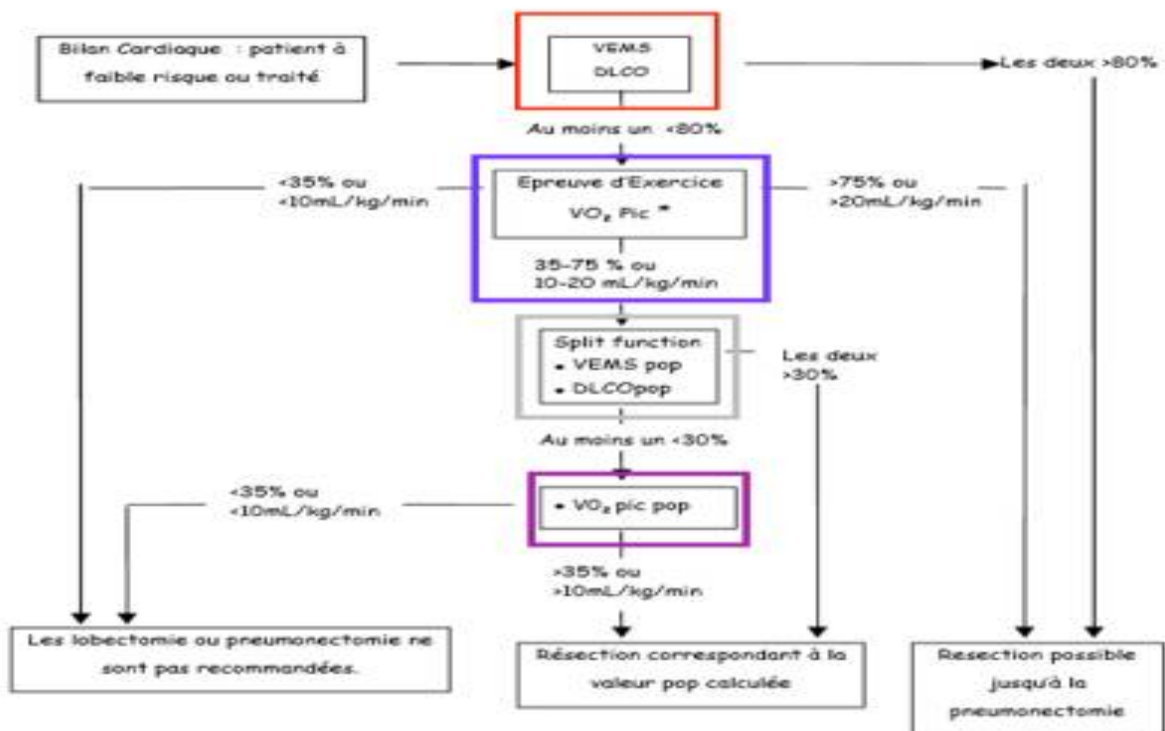 Bilan Cardiaque : patient à
faible risque ou traité
VEMS
DLCO
Les deux >80%
Au moins un <80%
<35% ou
<10mL/kg/min
Epreuve d'Exercice
VO₂ Pic *
>75% ou
>20mL/kg/min
35-75 % ou
10-20 mL/kg/min
Split function
• VEMS pop
• DLCOpop
Les deux
>30%
Au moins un <30%
<35% ou
<10mL/kg/min
• VO₂ pic pop
>35% ou
>10mL/kg/min
Les lobectomie ou pneumonectomie ne
sont pas recommandées.
Résection correspondant à la
valeur pop calculée
Resection possible
jusqu'à la
pneumonectomie